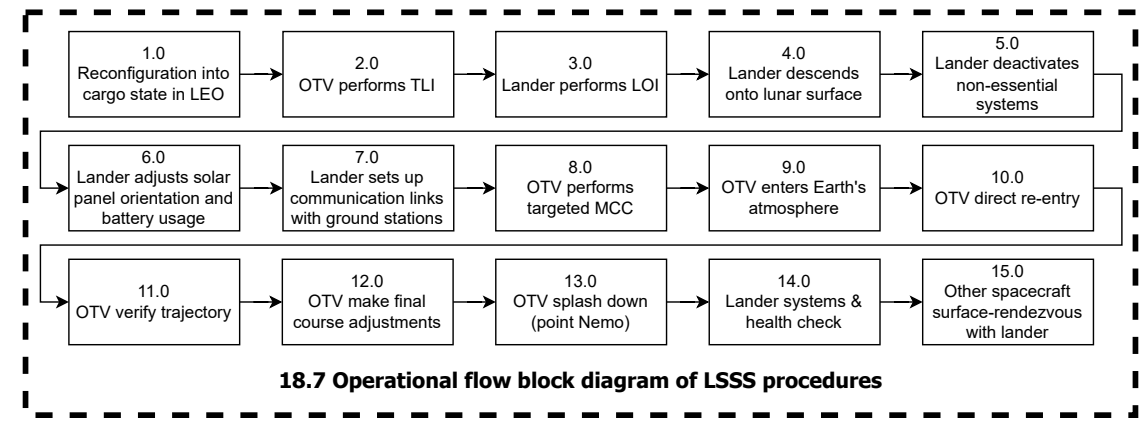 1.0
Reconfiguration into
cargo state in LEO
2.0
OTV performs TLI
3.0
Lander performs LOI
4.0
Lander descends
onto lunar surface
5.0
Lander deactivates
non-essential
systems
6.0
Lander adjusts solar
panel orientation and
battery usage
7.0
Lander sets up
communication links
with ground stations
8.0
OTV performs
targeted MCC
9.0
OTV enters Earth's
atmosphere
10.0
OTV direct re-entry
11.0
OTV verify trajectory
12.0
OTV make final
course adjustments
13.0
OTV splash down
(point Nemo)
14.0
Lander systems &
health check
15.0
Other spacecraft
surface-rendezvous
with lander
18.7 Operational flow block diagram of LSSS procedures